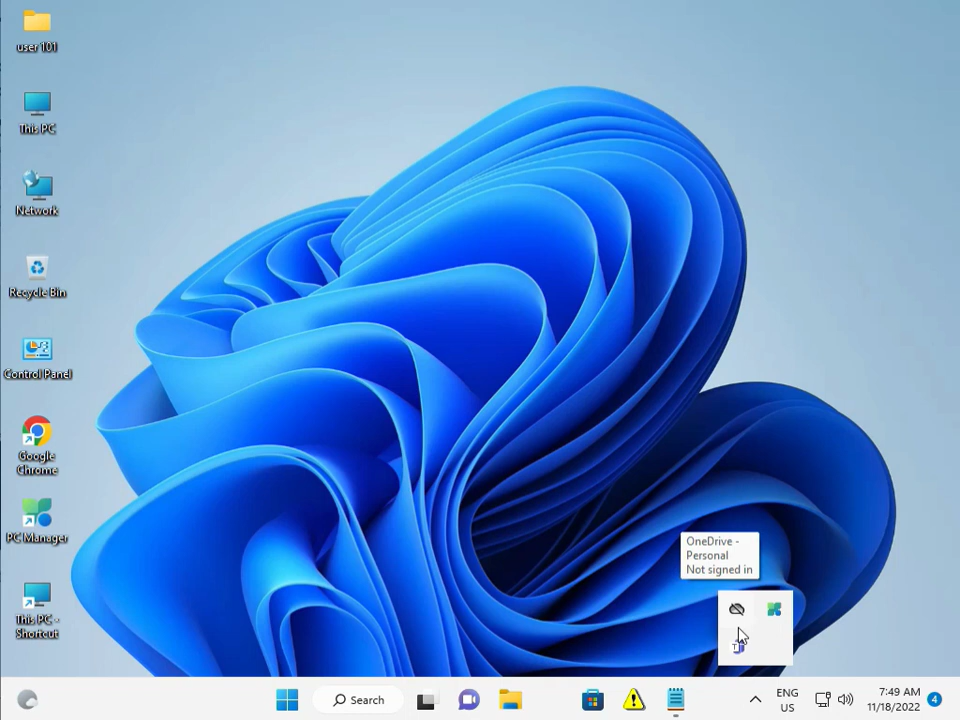 user 101
This PC
Network
Recycle Bin
Control Panel
Google
Chrome
PC Manager
This PC -
Shortcut
OneDrive -
Personal
Not signed in
Search
ENG
US
7:49 AM
11/18/2022
4